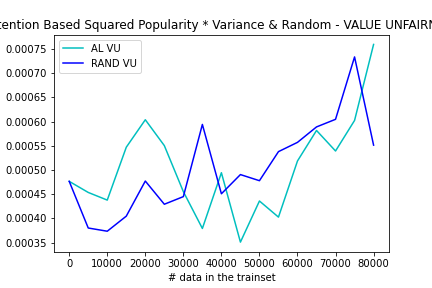 tention Based Squared Popularity * Variance & Random - VALUE UNFAIRN
AL VU
RAND VU
0.00075
0.00070
0.00065
0.00060
0.00055
0.00050
0.00045
0.00040
0.00035
0 10000 20000 30000 40000 50000 60000 70000 80000
# data in the trainset